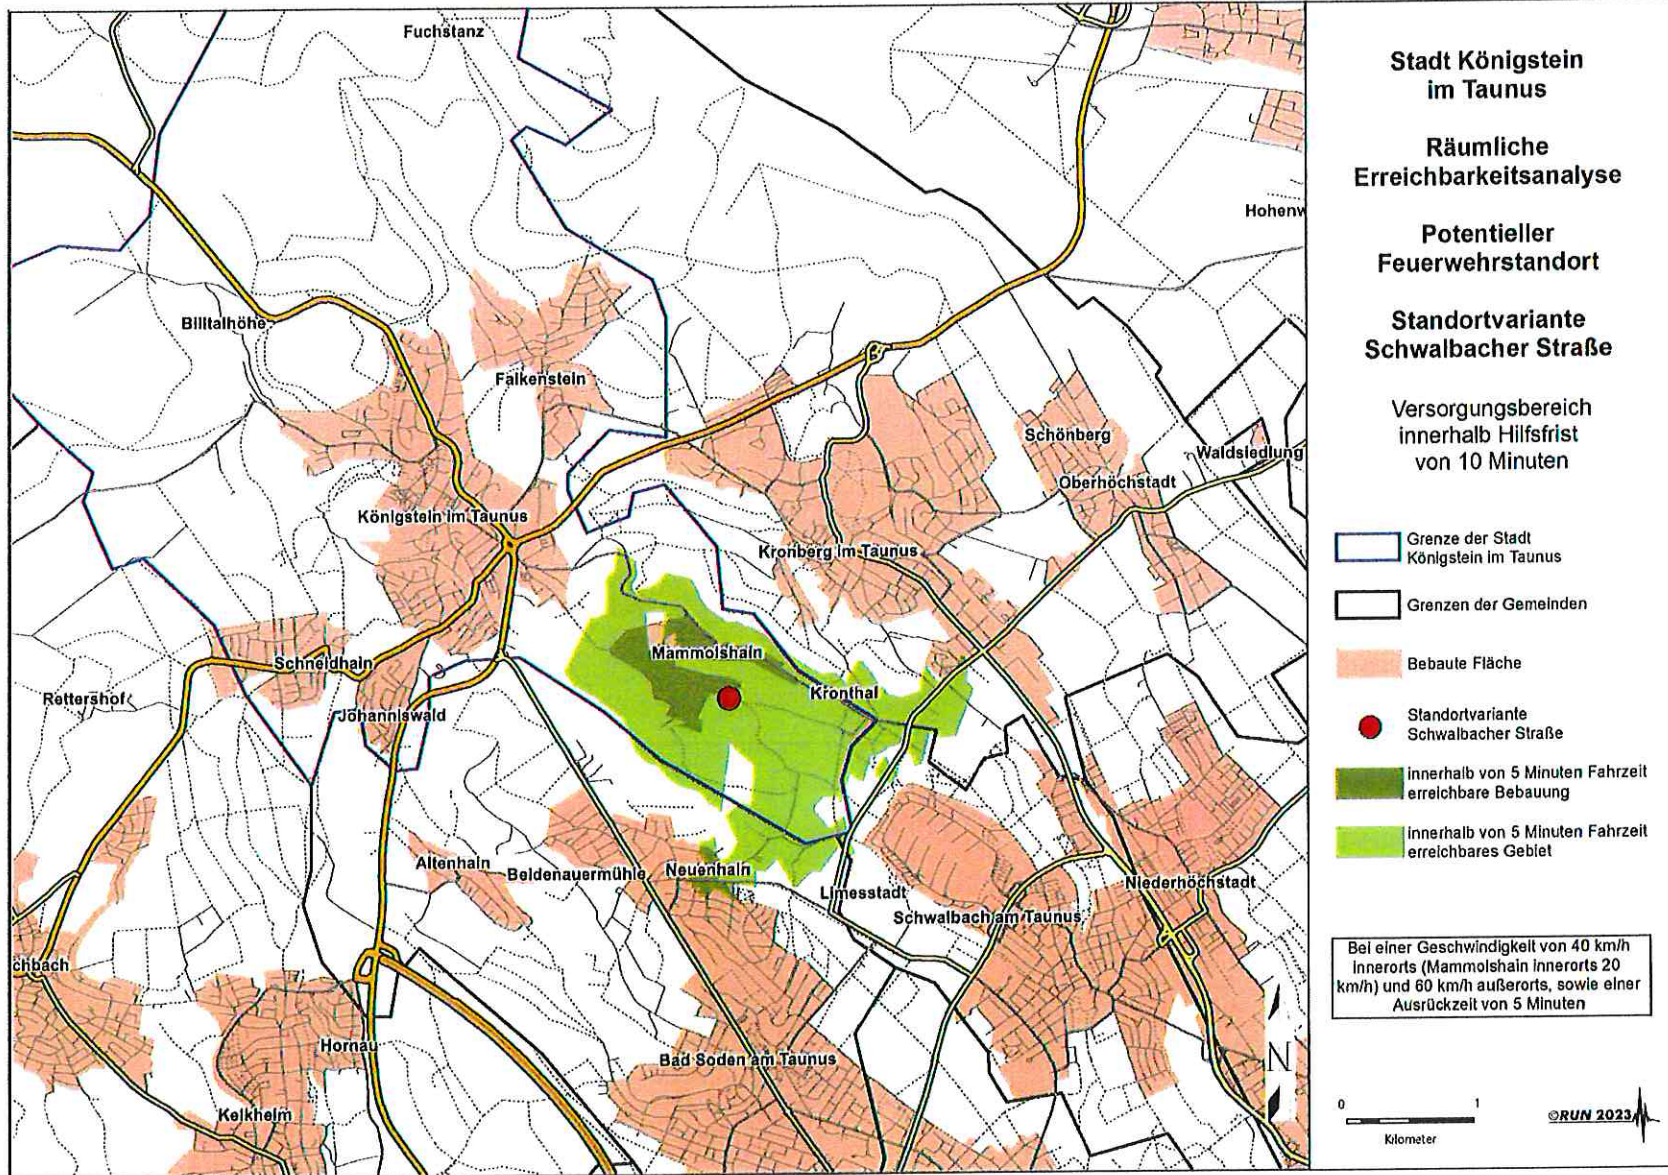 Fuchstanz
Hohenw
Billtalhöhe
Falkenstein
Schönberg
Waldsiedlung
Oberhöchstadt
Königstein im Taunus
Kronberg im Taunus
Mammolshain
Schneidhain
Kronthal
Rettershof
Johanniswald
Altenhain
Beidenauermühle
Neuenhain
Limesstadt
Niederhöchstadt
Schwalbach am Taunus
chbach
Hornau
Bad Soden am Taunus
Kelkheim
N
Stadt Königstein
im Taunus
Räumliche
Erreichbarkeitsanalyse
Potentieller
Feuerwehrstandort
Standortvariante
Schwalbacher Straße
Versorgungsbereich
innerhalb Hilfsfrist
von 10 Minuten
Grenze der Stadt
Königstein im Taunus
Grenzen der Gemeinden
Bebaute Fläche
Standortvariante
Schwalbacher Straße
innerhalb von 5 Minuten Fahrzeit
erreichbare Bebauung
innerhalb von 5 Minuten Fahrzeit
erreichbares Gebiet
Bei einer Geschwindigkeit von 40 km/h
innerorts (Mammolshain innerorts 20
km/h) und 60 km/h außerorts, sowie einer
Ausrückzeit von 5 Minuten
0 1
Kilometer
©RUN 2023